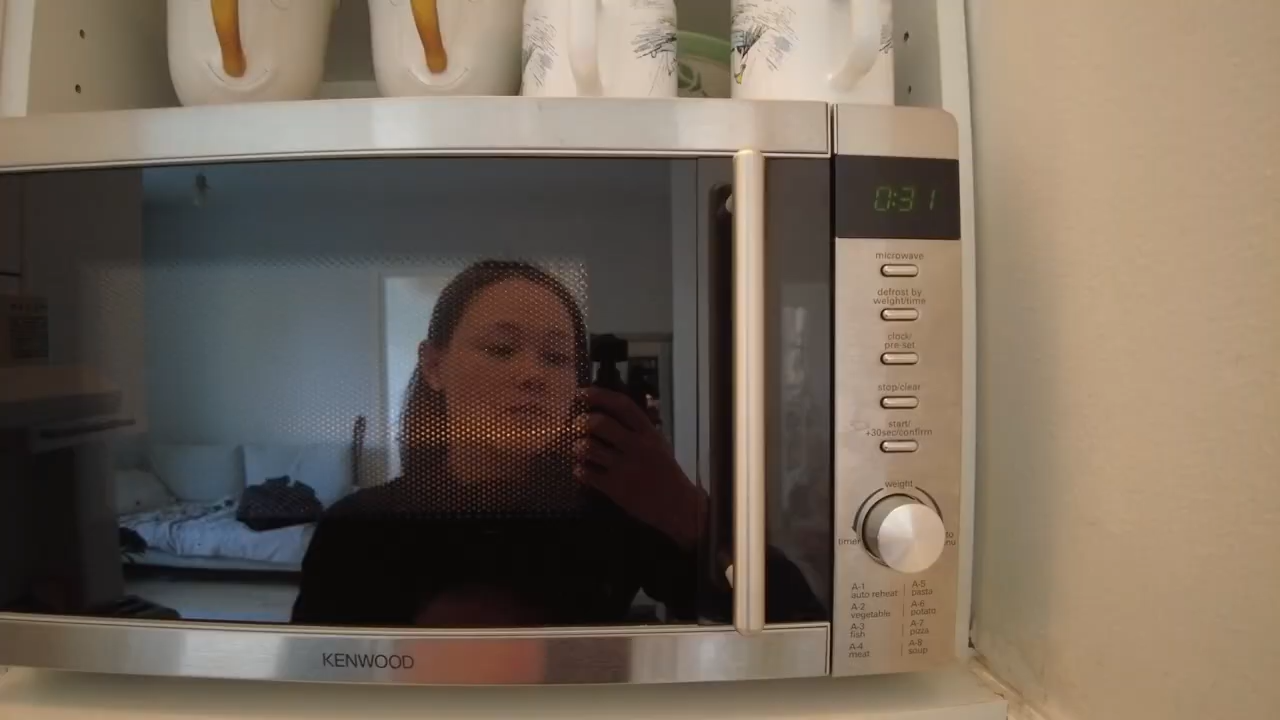 0:31
microwave
defrost by
weight/time
clock/
pre-set
stop/clear
start/
+30sec/confirm
weight
timer
A-1
auto reheat
A-2
vegetable
A-3
fish
A-4
meat
A-5
pasta
A-6
potato
A-7
pizza
A-8
soup
KENWOOD